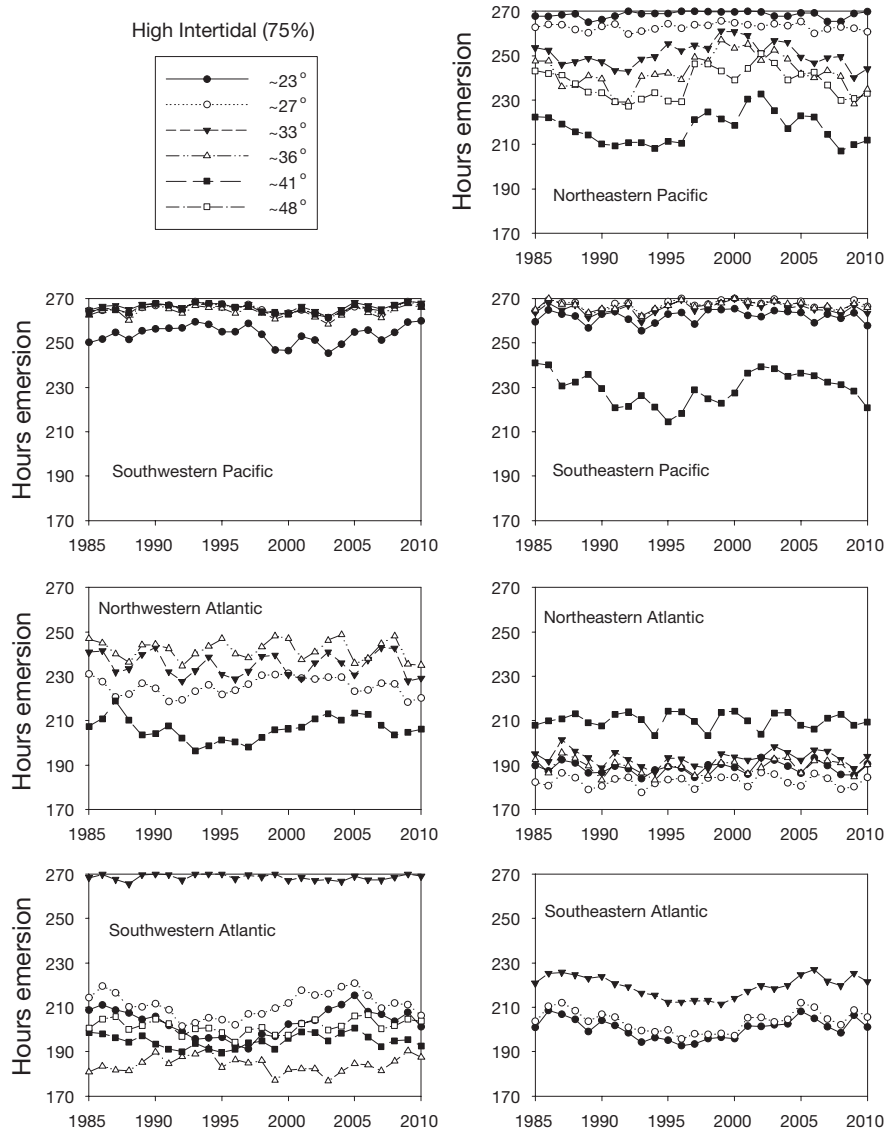 High Intertidal (75%)
~23°
~27°
~33°
~36°
~41°
~48°
Hours emersion
270
250
230
210
190
170
Northeastern Pacific
1985 1990 1995 2000 2005 2010
Hours emersion
270
250
230
210
190
170
Southwestern Pacific
1985 1990 1995 2000 2005 2010
270
250
230
210
190
170
Southeastern Pacific
1985 1990 1995 2000 2005 2010
Hours emersion
270
250
230
210
190
170
Northwestern Atlantic
1985 1990 1995 2000 2005 2010
270
250
230
210
190
170
Northeastern Atlantic
1985 1990 1995 2000 2005 2010
Hours emersion
270
250
230
210
190
170
Southwestern Atlantic
1985 1990 1995 2000 2005 2010
270
250
230
210
190
170
Southeastern Atlantic
1985 1990 1995 2000 2005 2010